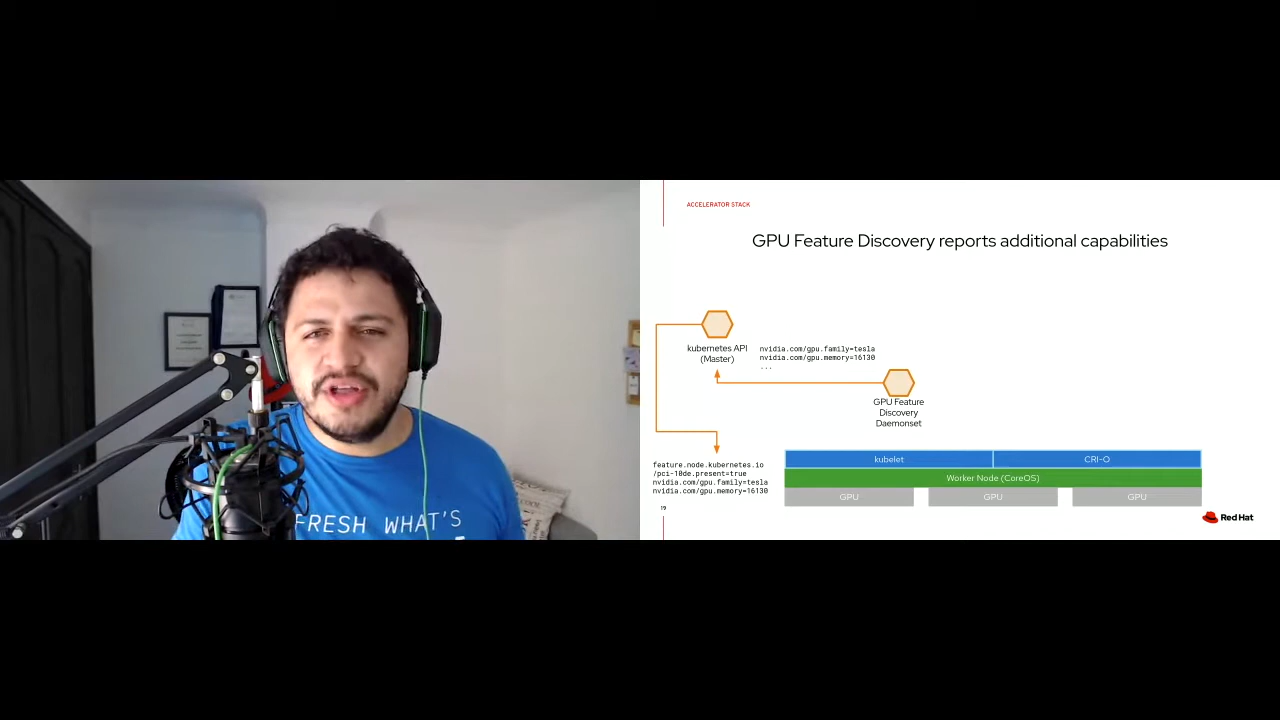 FRESH WHAT'S
ACCELERATOR STACK
GPU Feature Discovery reports additional capabilities
kubernetes API
(Master)
nvidia.com/gpu.family=tesla
nvidia.com/gpu.memory=16130
...
GPU Feature
Discovery
Daemonset
feature.node.kubernetes.io
/pci-10de.present=true
nvidia.com/gpu.family=tesla
nvidia.com/gpu.memory=16130
kubelet
CRI-O
Worker Node (CoreOS)
GPU
GPU
GPU
19
Red Hat